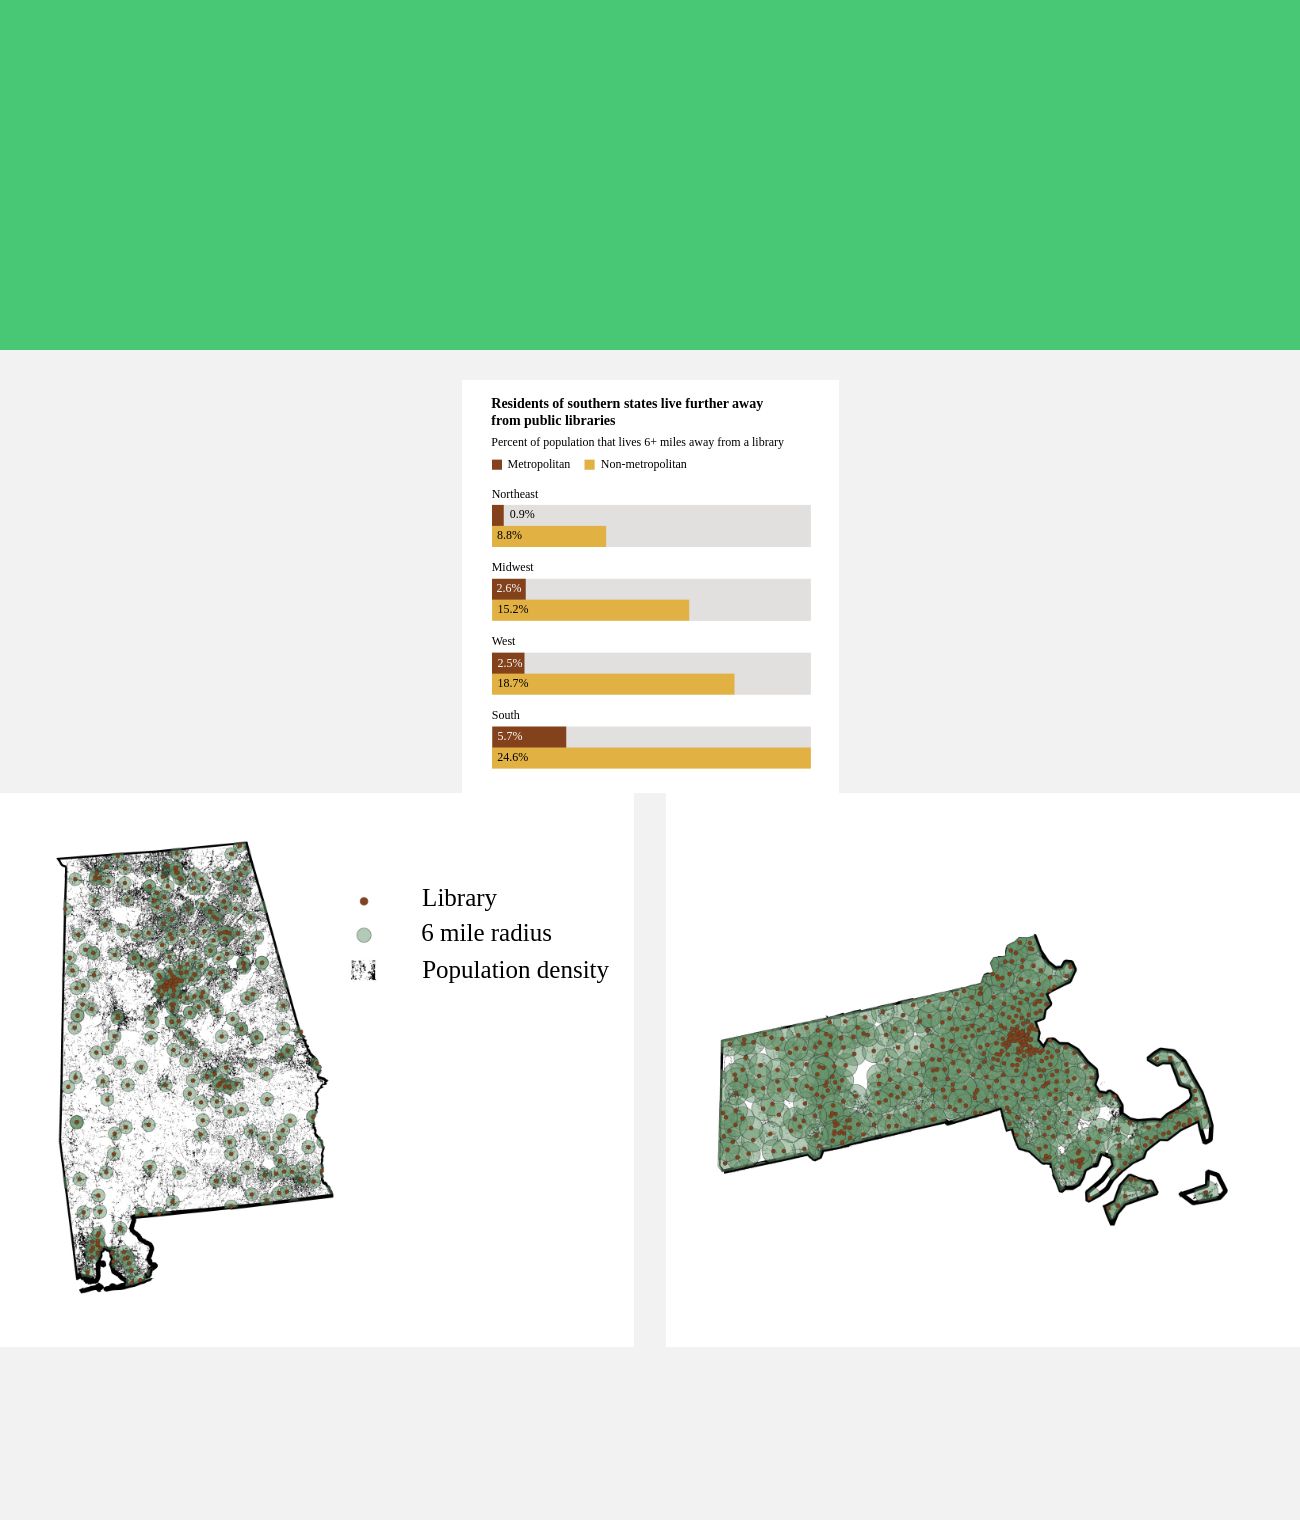 Residents of southern states live further away
from public libraries
Percent of population that lives 6+ miles away from a library
Metropolitan Non-metropolitan
Northeast
0.9%
8.8%
Midwest
2.6%
15.2%
West
2.5%
18.7%
South
5.7%
24.6%
Library
6 mile radius
Population density